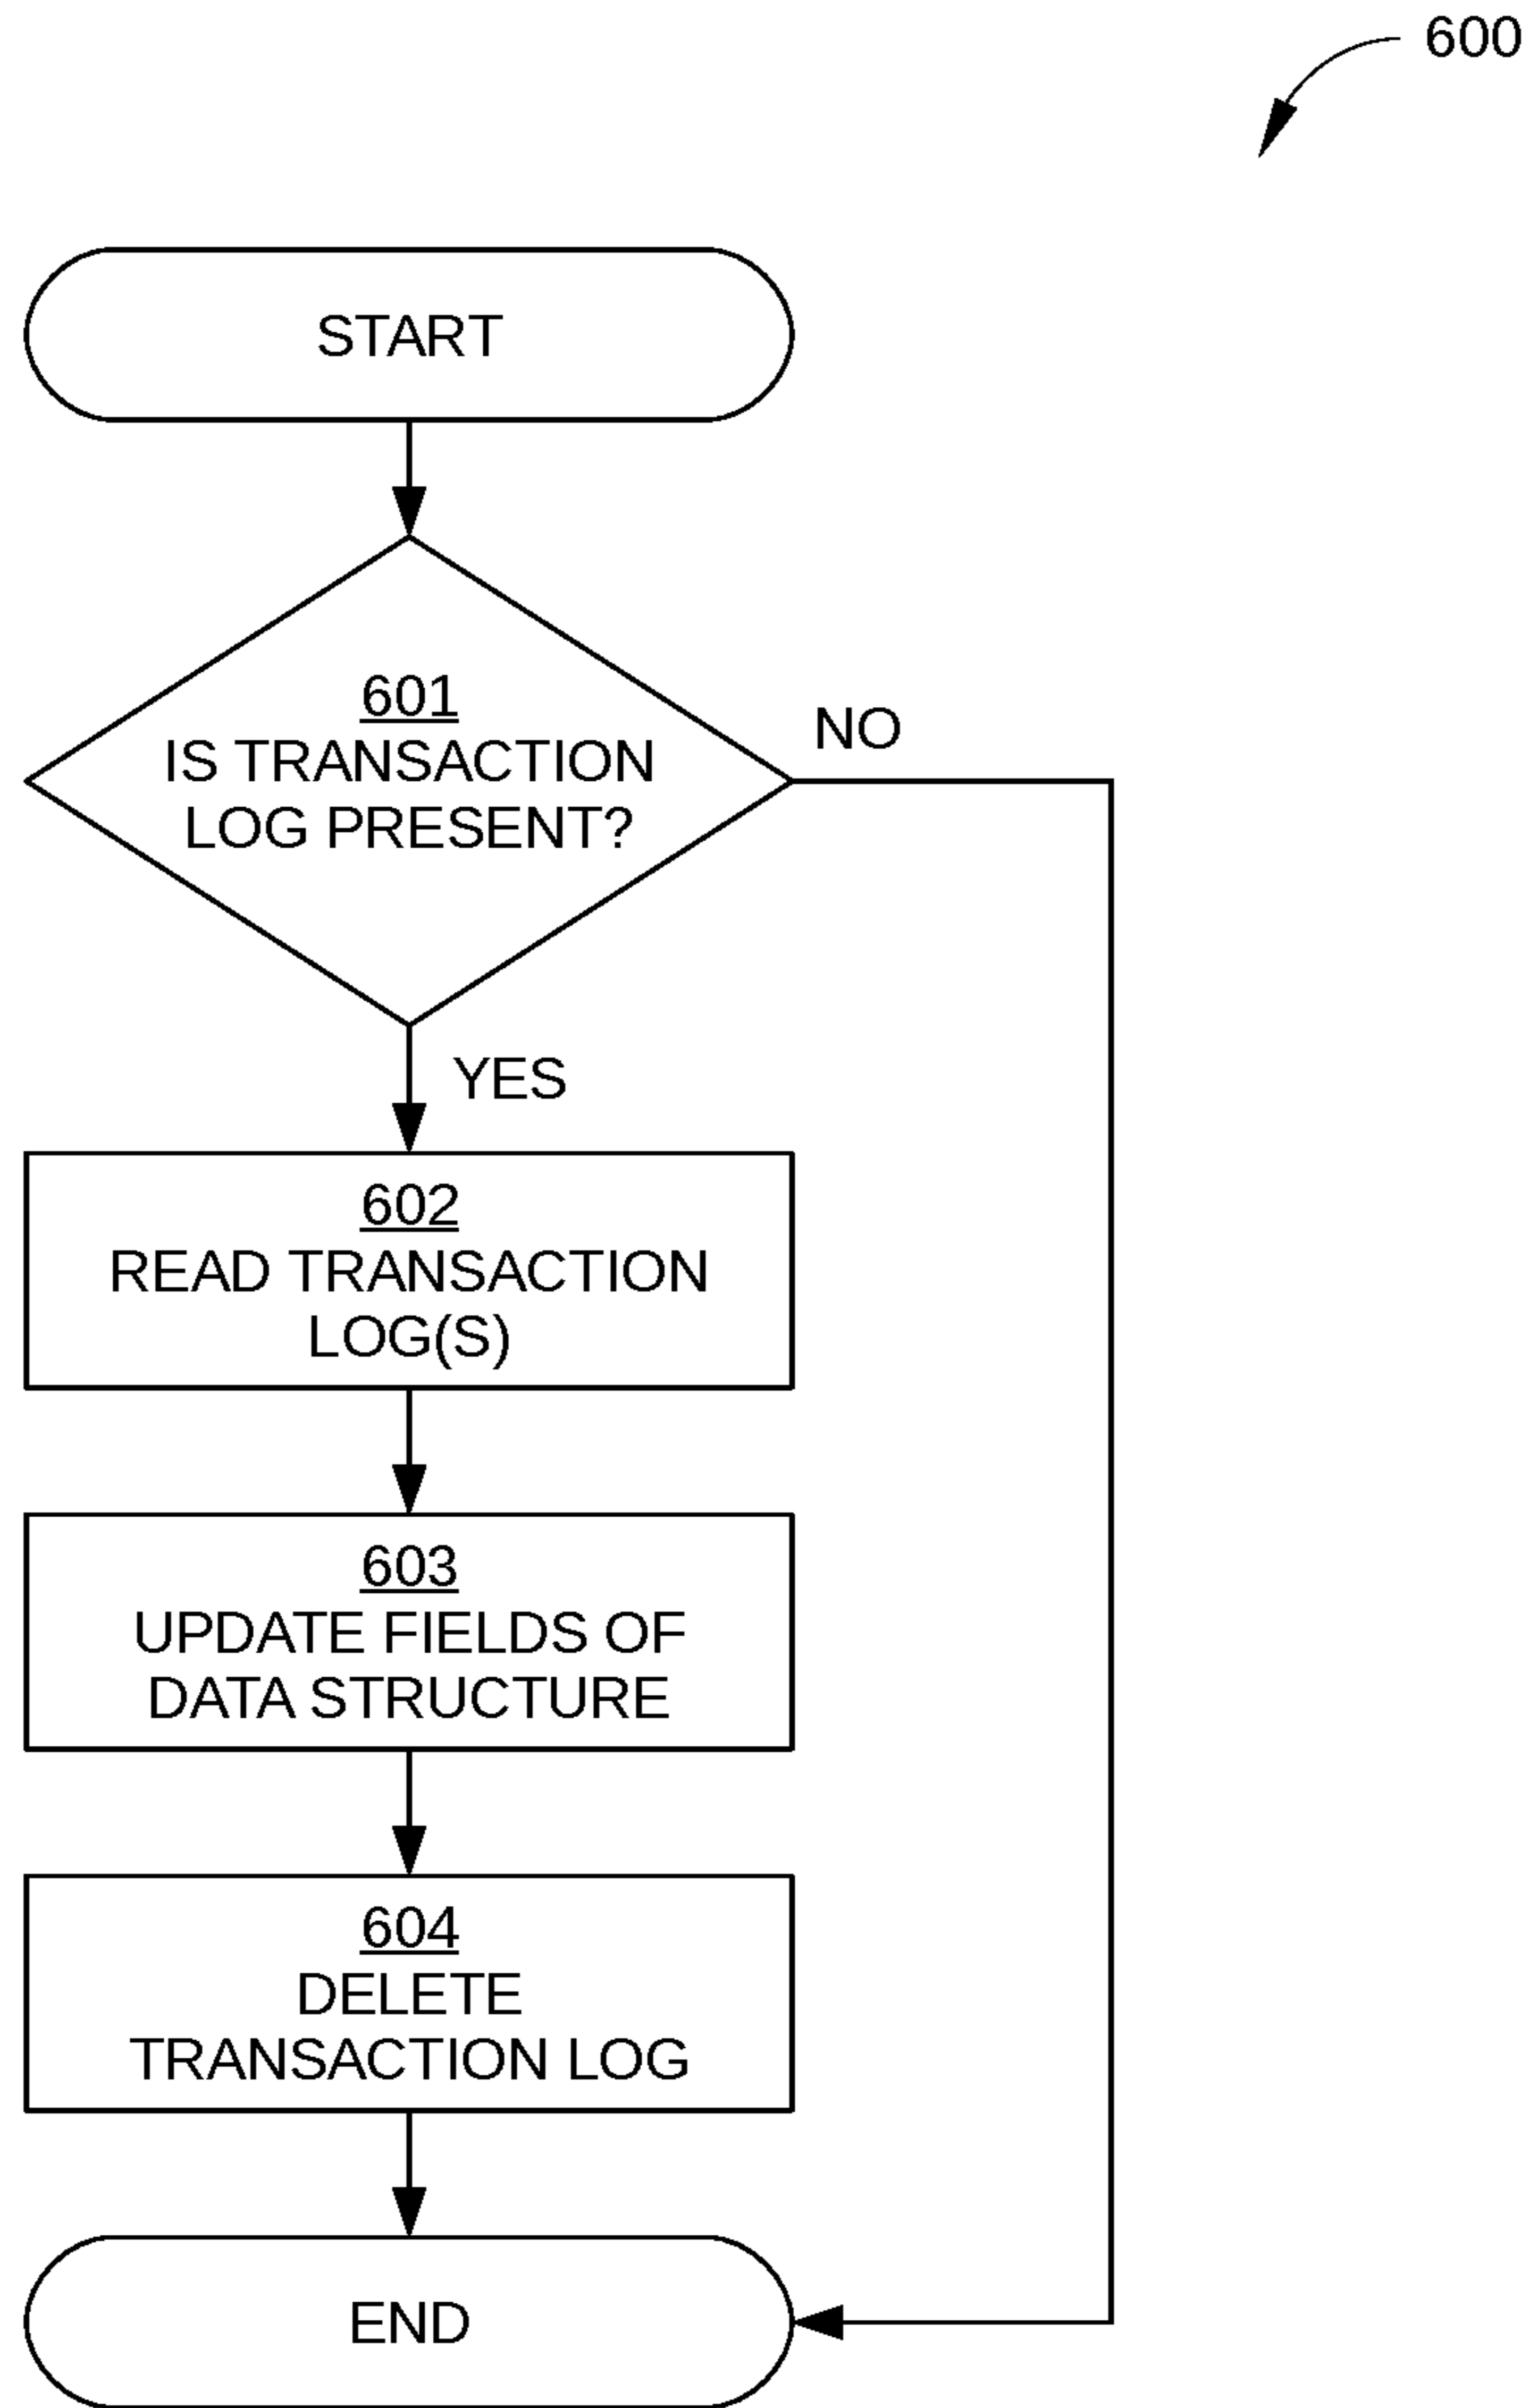 600
START
601
IS TRANSACTION
LOG PRESENT?
NO
YES
602
READ TRANSACTION
LOG(S)
603
UPDATE FIELDS OF
DATA STRUCTURE
604
DELETE
TRANSACTION LOG
END